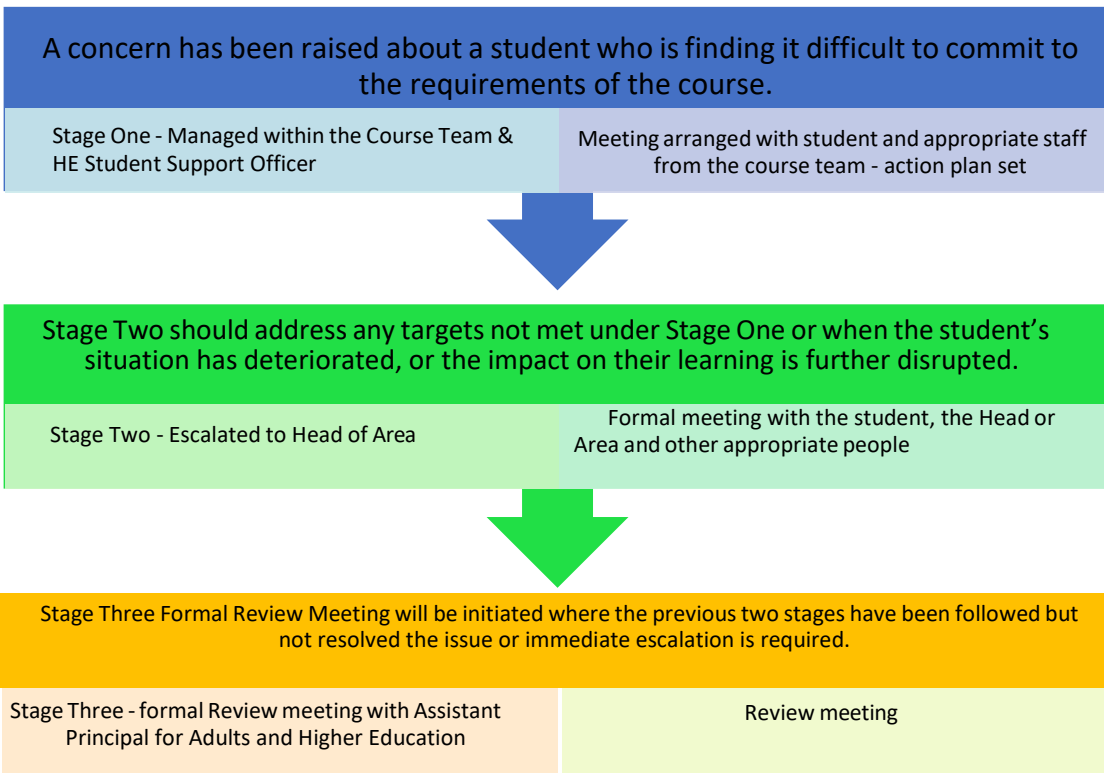 A concern has been raised about a student who is finding it difficult to commit to
the requirements of the course.
Stage One - Managed within the Course Team &
HE Student Support Officer
Meeting arranged with student and appropriate staff
from the course team - action plan set
Stage Two should address any targets not met under Stage One or when the student’s
situation has deteriorated, or the impact on their learning is further disrupted.
Stage Two - Escalated to Head of Area
Formal meeting with the student, the Head or
Area and other appropriate people
Stage Three Formal Review Meeting will be initiated where the previous two stages have been followed but
not resolved the issue or immediate escalation is required.
Stage Three - formal Review meeting with Assistant
Principal for Adults and Higher Education
Review meeting